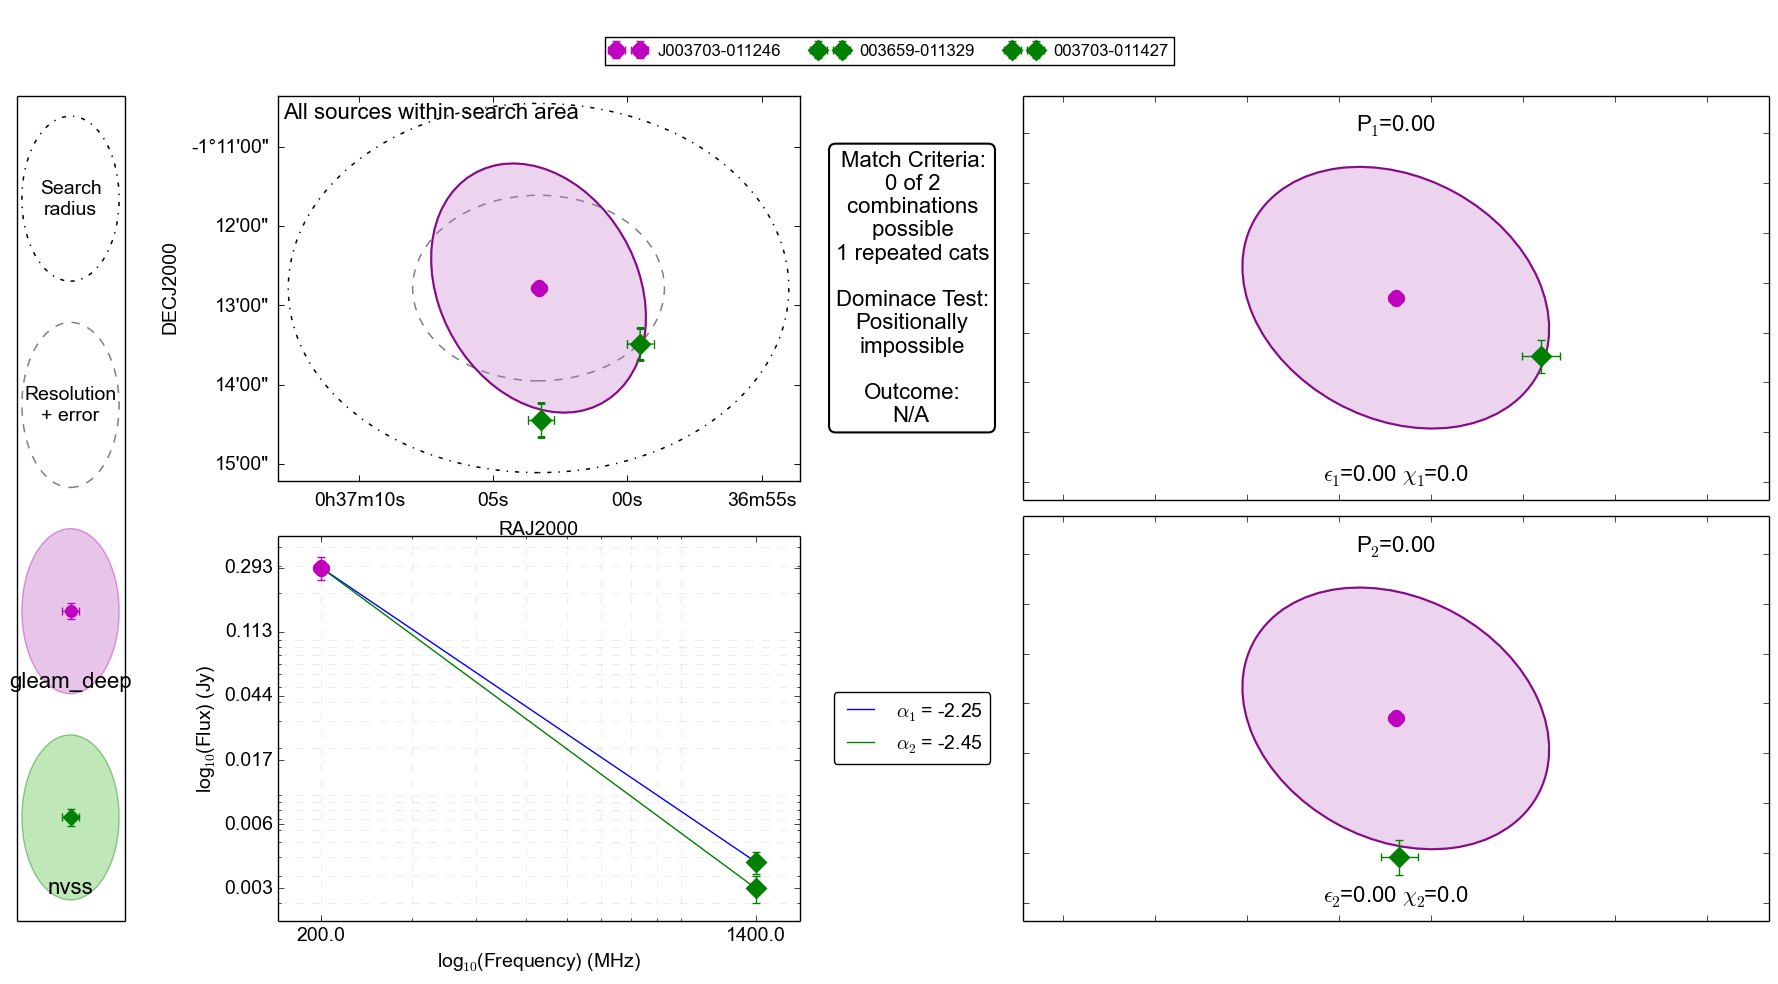 J003703-011246 003659-011329 003703-011427
Search
radius
Resolution
+ error
gleam_deep
nvss
All sources within search area
-1°11'00"
12'00"
13'00"
14'00"
15'00"
DECJ2000
0h37m10s 05s 00s 36m55s
RAJ2000
Match Criteria:
0 of 2
combinations
possible
1 repeated cats
Dominace Test:
Positionally
impossible
Outcome:
N/A
P₁=0.00
ϵ₁=0.00 χ₁=0.0
0.293
0.113
0.044
0.017
0.006
0.003
log₁₀(Flux) (Jy)
200.0 1400.0
log₁₀(Frequency) (MHz)
α₁ = -2.25
α₂ = -2.45
P₂=0.00
ϵ₂=0.00 χ₂=0.0